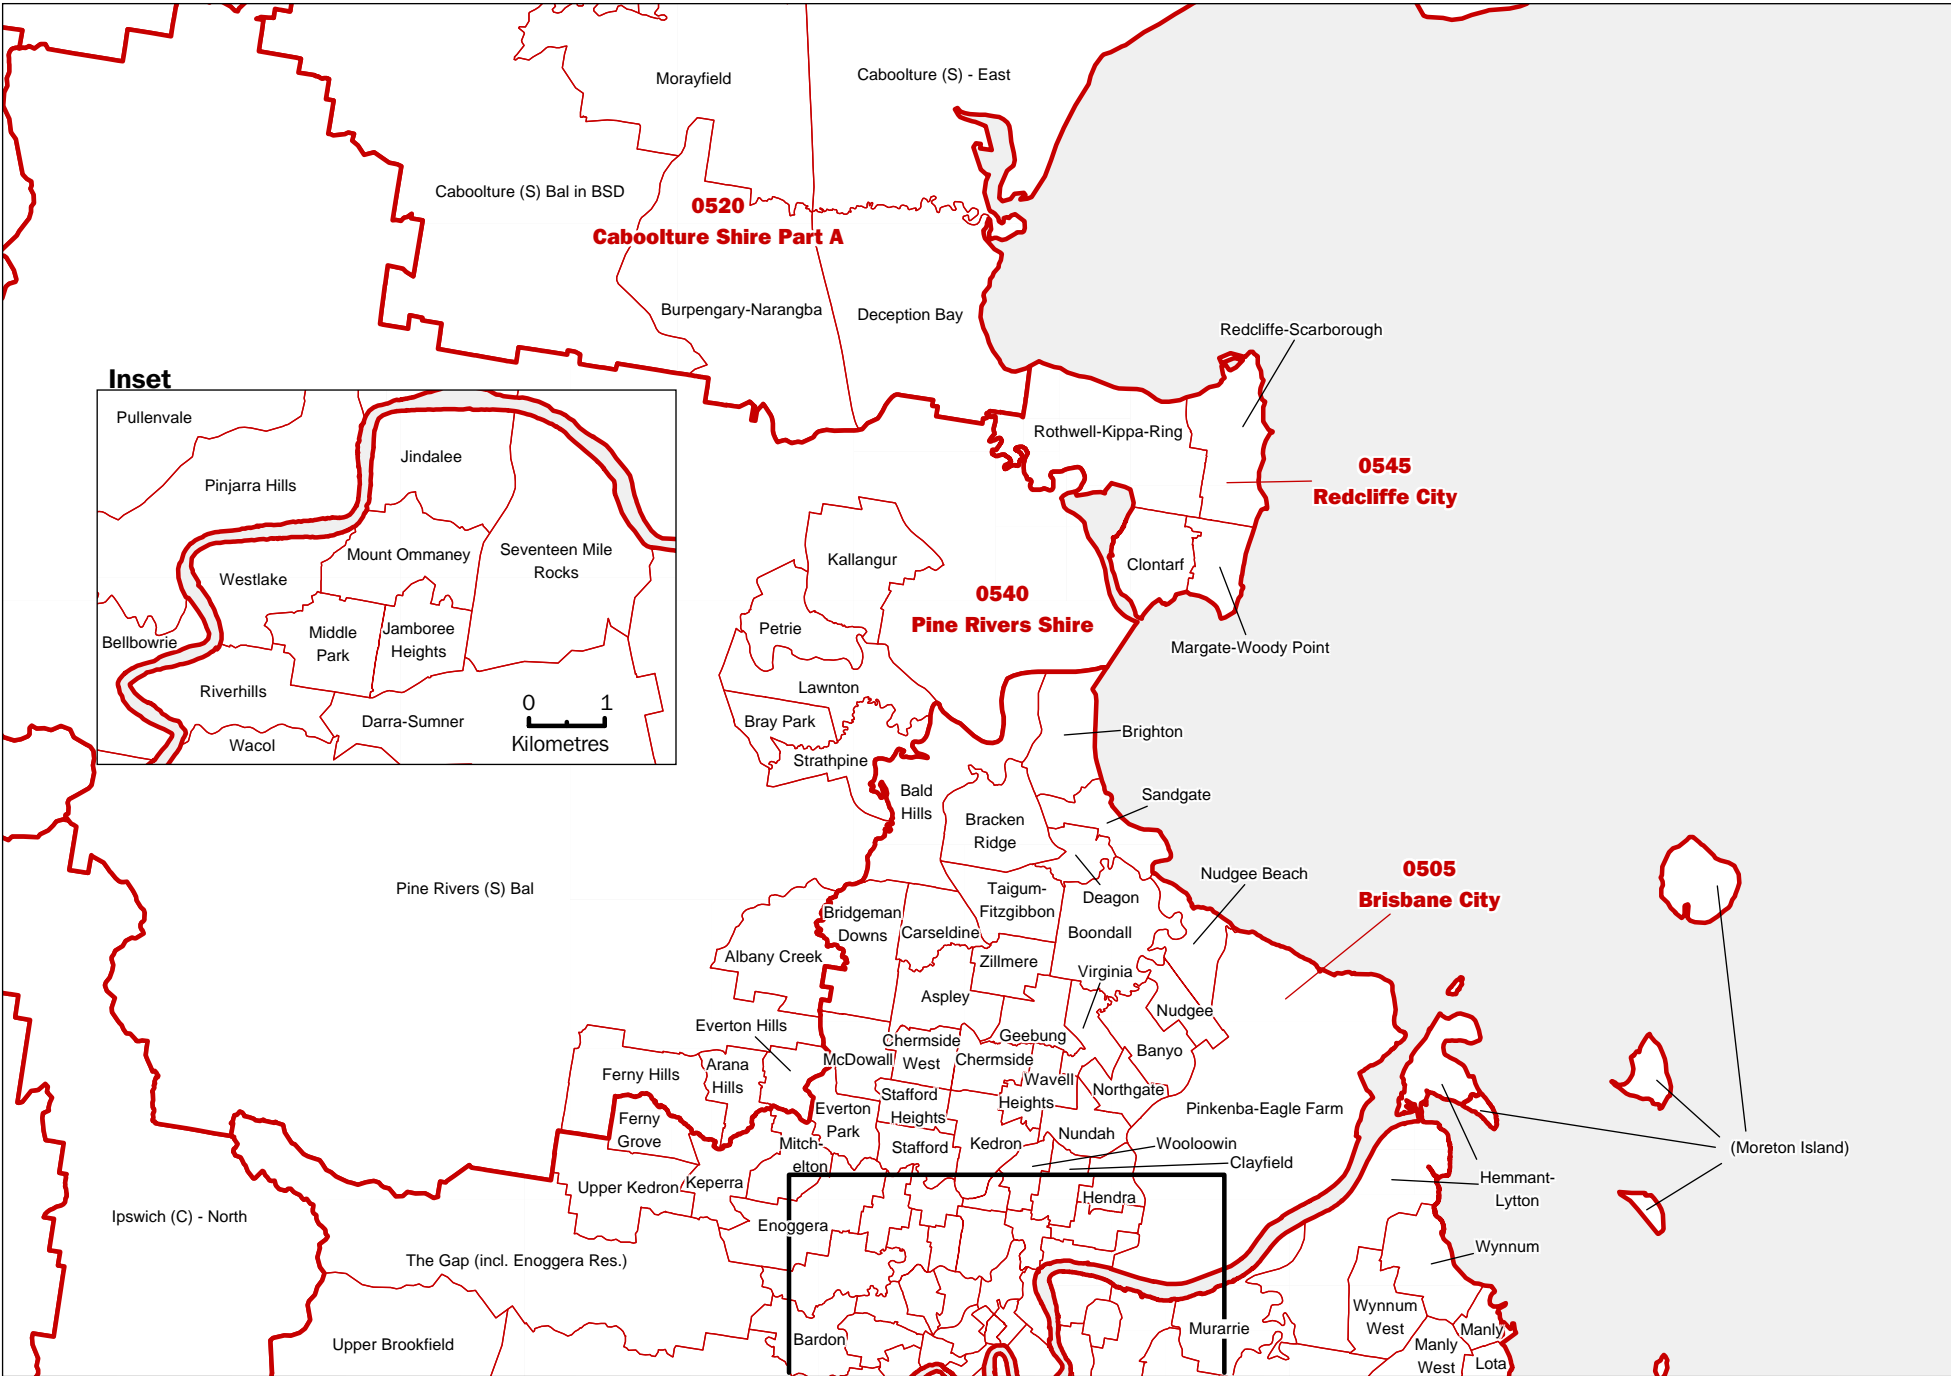 Morayfield
Caboolture (S) - East
Caboolture (S) Bal in BSD
0520
Caboolture Shire Part A
Burpengary-Narangba
Deception Bay
Redcliffe-Scarborough
Rothwell-Kippa-Ring
0545
Redcliffe City
Clontarf
Margate-Woody Point
Inset
Pullenvale
Jindalee
Pinjarra Hills
Mount Ommaney
Seventeen Mile
Rocks
Westlake
Middle
Park
Jamboree
Heights
Bellbowrie
Riverhills
Darra-Sumner
Wacol
0 1
Kilometres
Kallangur
0540
Pine Rivers Shire
Petrie
Lawnton
Bray Park
Strathpine
Brighton
Bald
Hills
Sandgate
Bracken
Ridge
Nudgee Beach
0505
Brisbane City
Pine Rivers (S) Bal
Taigum-
Fitzgibbon
Deagon
Bridgeman
Downs
Carseldine
Boondall
Albany Creek
Zillmere
Virginia
Aspley
Nudgee
Everton Hills
Chermside
West
Geebung
Banyo
McDowall
Chermside
Ferny Hills
Arana
Hills
Wavell
Heights
Northgate
Stafford
Heights
Everton
Park
Pinkenba-Eagle Farm
Ferny
Grove
Mitch-
elton
Stafford
Kedron
Nundah
Wooloowin
Clayfield
(Moreton Island)
Upper Kedron
Keperra
Hendra
Hemmant-
Lytton
Ipswich (C) - North
Enoggera
Wynnum
The Gap (incl. Enoggera Res.)
Wynnum
West
Upper Brookfield
Bardon
Murarrie
Manly
Manly
West
Lota